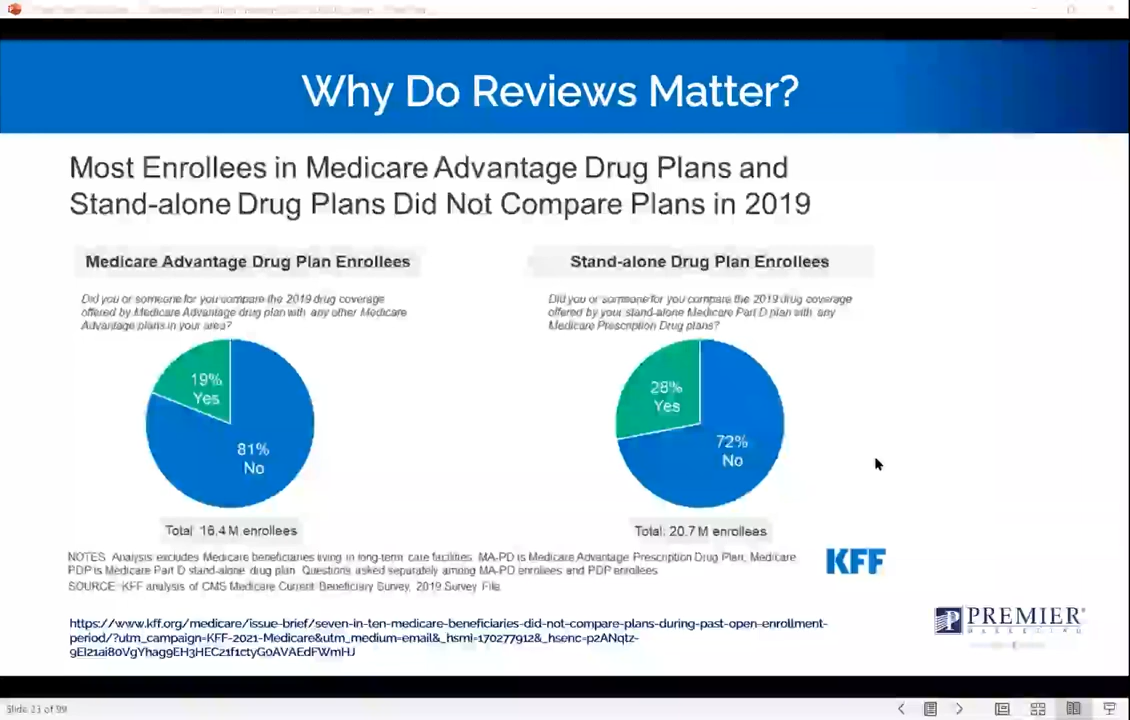 Why Do Reviews Matter?
Most Enrollees in Medicare Advantage Drug Plans and
Stand-alone Drug Plans Did Not Compare Plans in 2019
Medicare Advantage Drug Plan Enrollees
Did you or someone for you compare the 2019 drug coverage
offered by Medicare Advantage drug plan with any other Medicare
Advantage plans in your area?
19%
Yes
81%
No
Total: 16.4 M enrollees
Stand-alone Drug Plan Enrollees
Did you or someone for you compare the 2019 drug coverage
offered by your stand-alone Medicare Part D plan with any
Medicare Prescription Drug plans?
28%
Yes
72%
No
Total: 20.7 M enrollees
NOTES: Analysis excludes Medicare beneficiaries living in long-term care facilities. MA-PD is Medicare Advantage Prescription Drug Plan; Medicare
PDP is Medicare Part D stand-alone drug plan. Questions asked separately among MA-PD enrollees and PDP enrollees.
SOURCE: KFF analysis of CMS Medicare Current Beneficiary Survey, 2019 Survey File.
KFF
https://www.kff.org/medicare/issue-brief/seven-in-ten-medicare-beneficiaries-did-not-compare-plans-during-past-open-enrollment-
period/?utm_campaign=KFF-2021-Medicare&utm_medium=email&_hsmi=170277912&_hsenc=p2ANqtz-
9El21ai80VgYhag9EH3HEC21f1ctyG0AVAEdFWmHJ
PREMIER
MARKETING
Slide 23 of 99